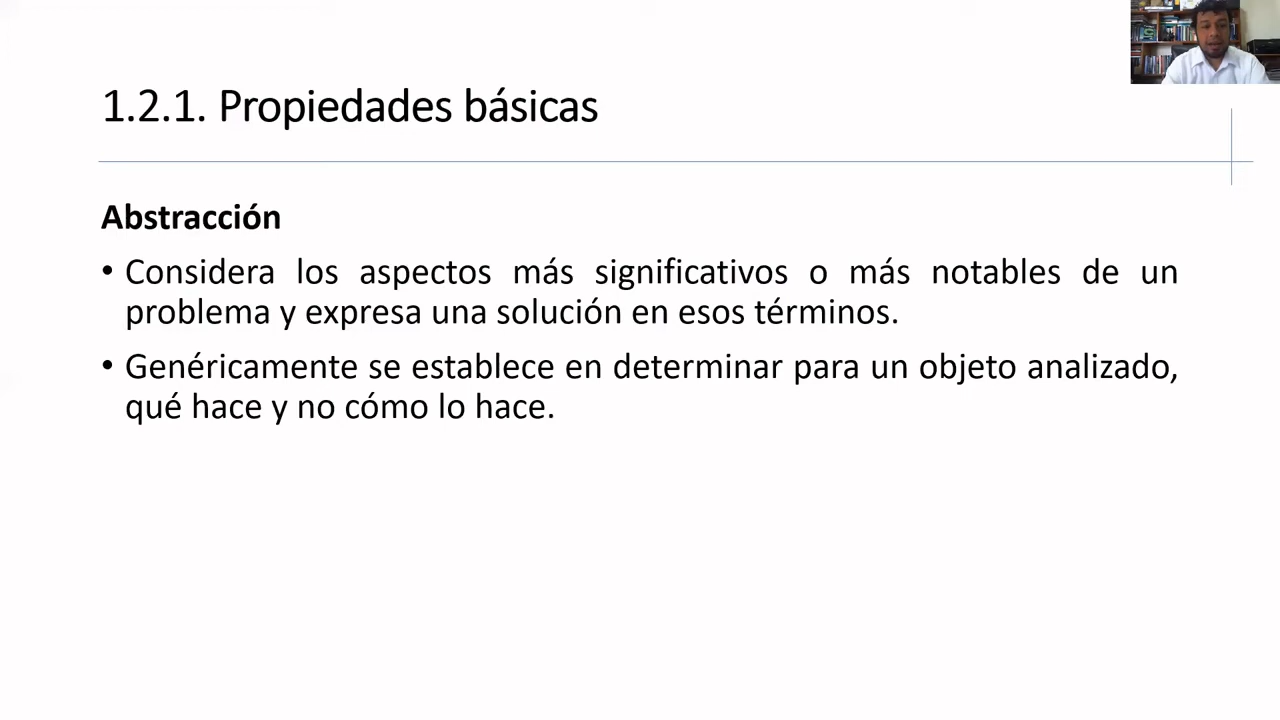 1.2.1. Propiedades básicas
Abstracción
• Considera los aspectos más significativos o más notables de un
problema y expresa una solución en esos términos.
• Genéricamente se establece en determinar para un objeto analizado,
qué hace y no cómo lo hace.